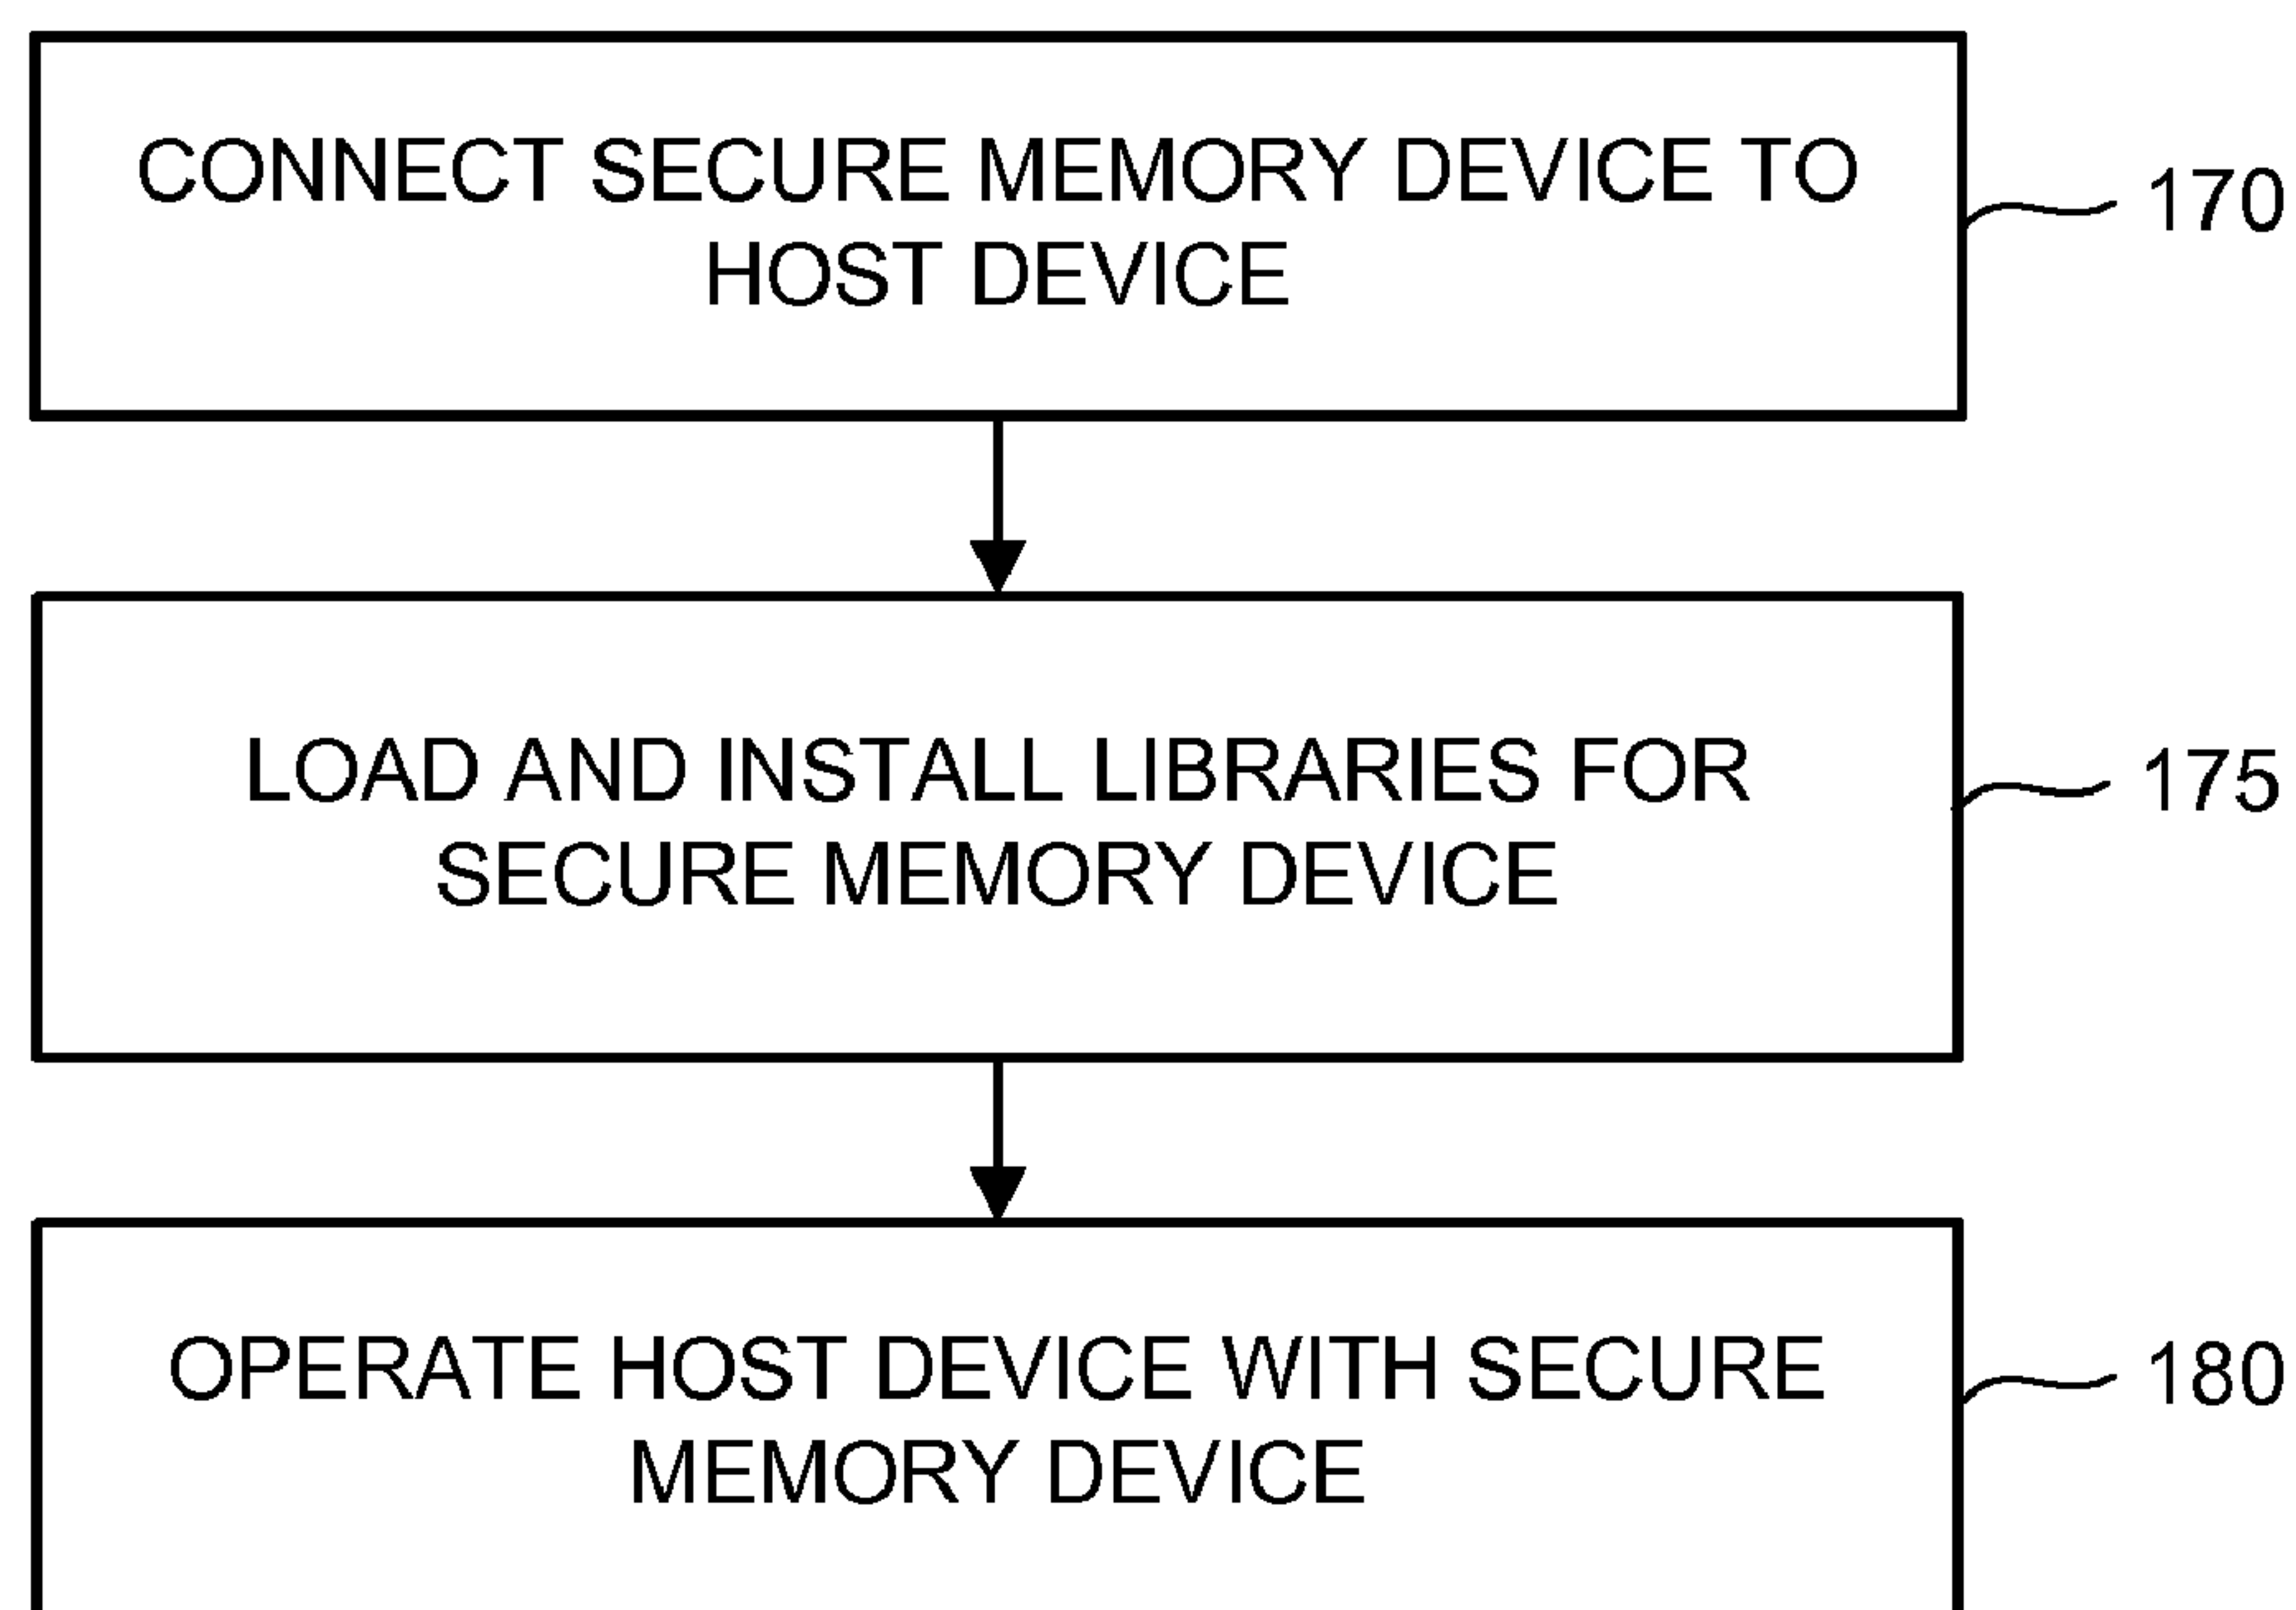 CONNECT SECURE MEMORY DEVICE TO
HOST DEVICE
170
LOAD AND INSTALL LIBRARIES FOR
SECURE MEMORY DEVICE
175
OPERATE HOST DEVICE WITH SECURE
MEMORY DEVICE
180